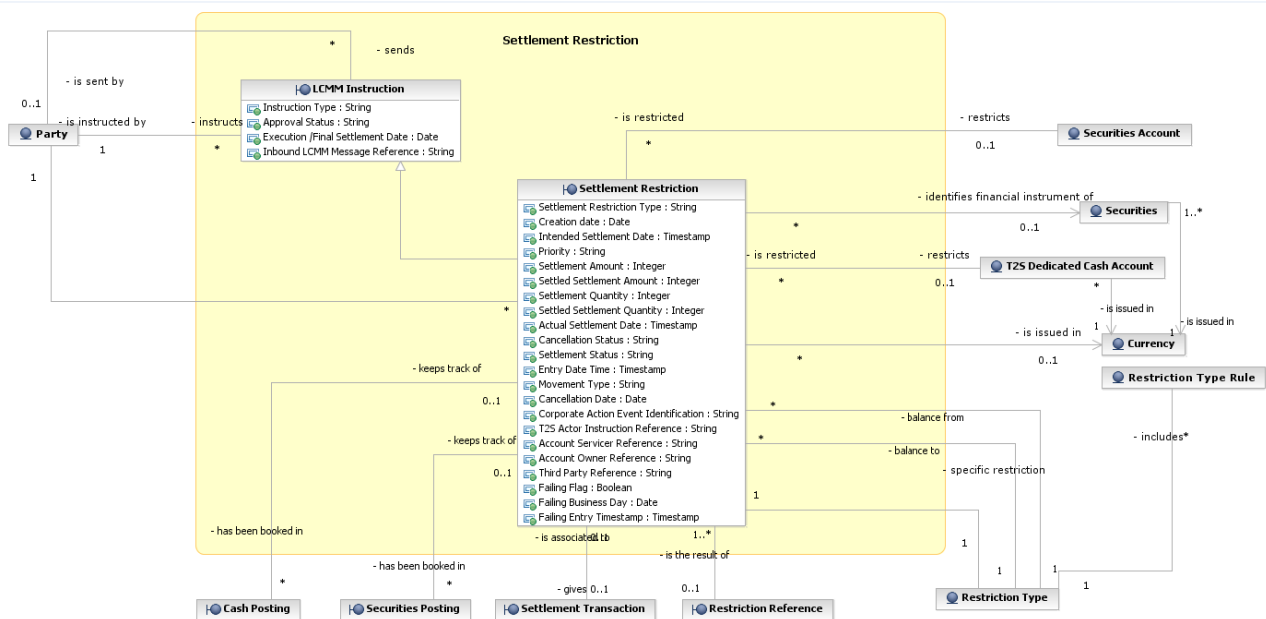 Settlement Restriction
*
- sends
- is sent by
0..1
LCMM Instruction
Instruction Type : String
Approval Status : String
Execution /Final Settlement Date : Date
Inbound LCMM Message Reference : String
- is instructed by
- instructs
Party
1
*
1
- is restricted
*
- restricts
0..1
Securities Account
Settlement Restriction
Settlement Restriction Type : String
Creation date : Date
Intended Settlement Date : Timestamp
Priority : String
Settlement Amount : Integer
Settled Settlement Amount : Integer
Settlement Quantity : Integer
Settled Settlement Quantity : Integer
Actual Settlement Date : Timestamp
Cancellation Status : String
Settlement Status : String
Entry Date Time : Timestamp
Movement Type : String
Cancellation Date : Date
Corporate Action Event Identification : String
T2S Actor Instruction Reference : String
Account Servicer Reference : String
Account Owner Reference : String
Third Party Reference : String
Failing Flag : Boolean
Failing Business Day : Date
Failing Entry Timestamp : Timestamp
- identifies financial instrument of
*
0..1
Securities
1..*
- is restricted
*
- restricts
0..1
T2S Dedicated Cash Account
*
- is issued in
1
- is issued in
1
*
- is issued in
0..1
*
Currency
Restriction Type Rule
- keeps track of
0..1
- keeps track of
0..1
*
- balance from
*
- balance to
- specific restriction
- includes*
1
1
1
1
1
- has been booked in
*
- has been booked in
*
- is associated to
0..1
- gives 0..1
1..*
- is the result of
0..1
Cash Posting
Securities Posting
Settlement Transaction
Restriction Reference
Restriction Type